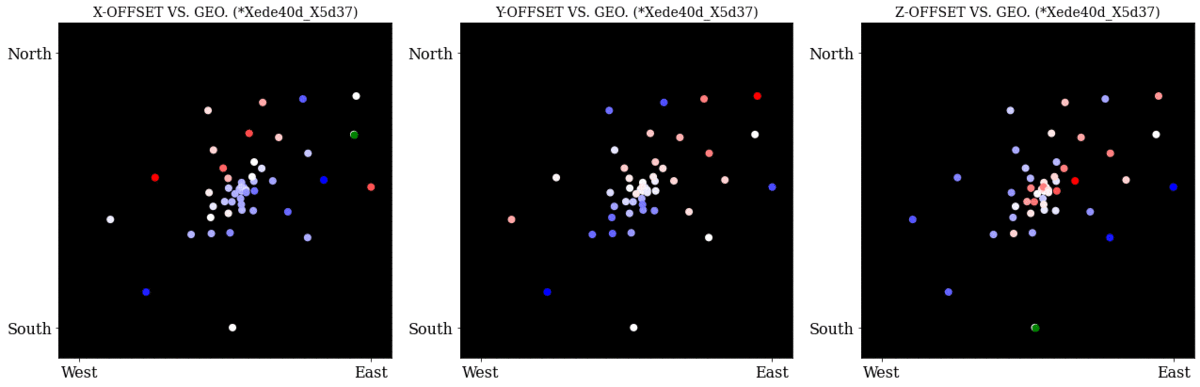 X-OFFSET VS. GEO. (*Xede40d_X5d37)
North
South
West
East
Y-OFFSET VS. GEO. (*Xede40d_X5d37)
North
South
West
East
Z-OFFSET VS. GEO. (*Xede40d_X5d37)
North
South
West
East